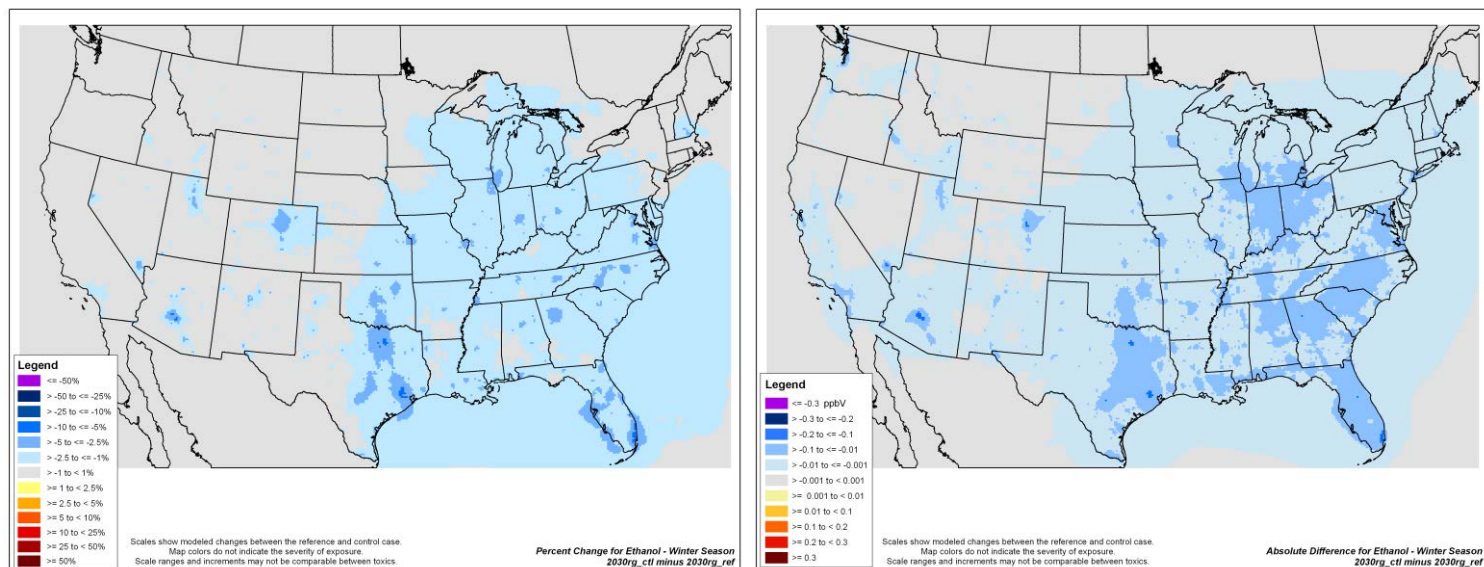 Legend
<= -50%
> -50 to <= -25%
> -25 to <= -10%
> -10 to <= -5%
> -5 to <= -2.5%
> -2.5 to <= -1%
> -1 to < 1%
>= 1 to < 2.5%
>= 2.5 to < 5%
>= 5 to < 10%
>= 10 to < 25%
>= 25 to < 50%
>= 50%
Scales show modeled changes between the reference and control case.
Map colors do not indicate the severity of exposure.
Scale ranges and increments may not be comparable between toxics.
Percent Change for Ethanol - Winter Season
2030rg_ctl minus 2030rg_ref
Legend
<= -0.3 ppbV
> -0.3 to <= -0.2
> -0.2 to <= -0.1
> -0.1 to <= -0.01
> -0.01 to <= -0.001
> -0.001 to < 0.001
>= 0.001 to < 0.01
>= 0.01 to < 0.1
>= 0.1 to < 0.2
>= 0.2 to < 0.3
>= 0.3
Scales show modeled changes between the reference and control case.
Map colors do not indicate the severity of exposure.
Scale ranges and increments may not be comparable between toxics.
Absolute Difference for Ethanol - Winter Season
2030rg_ctl minus 2030rg_ref